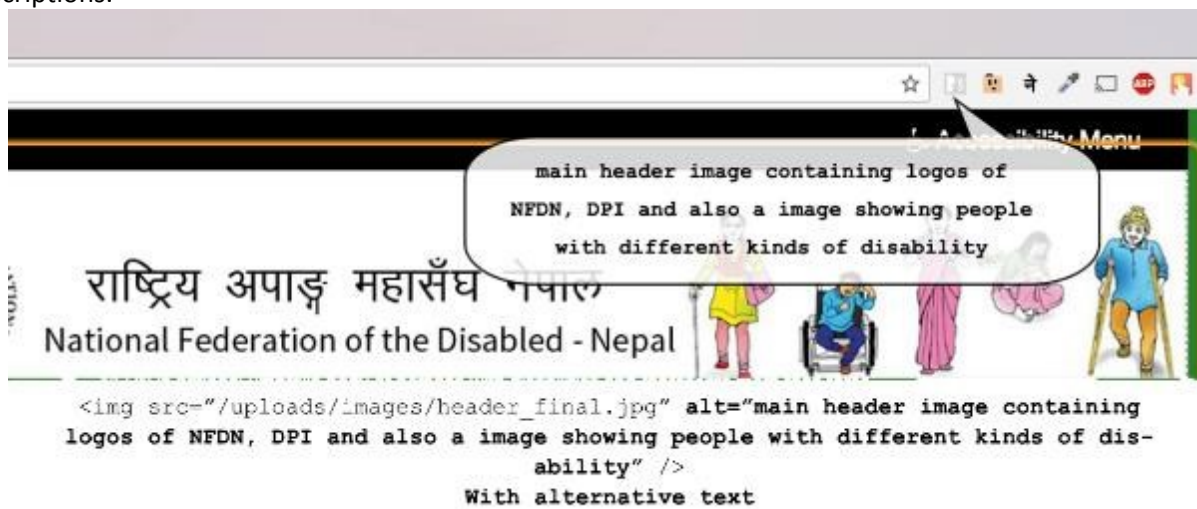 scriptions.
ने
ABP
Accessibility Menu
main header image containing logos of
NFDN, DPI and also a image showing people
with different kinds of disability
राष्ट्रिय अपाङ्ग महासँघ नेपाल
National Federation of the Disabled - Nepal
<img src="/uploads/images/header_final.jpg" alt="main header image containing
logos of NFDN, DPI and also a image showing people with different kinds of dis-
ability" />
With alternative text